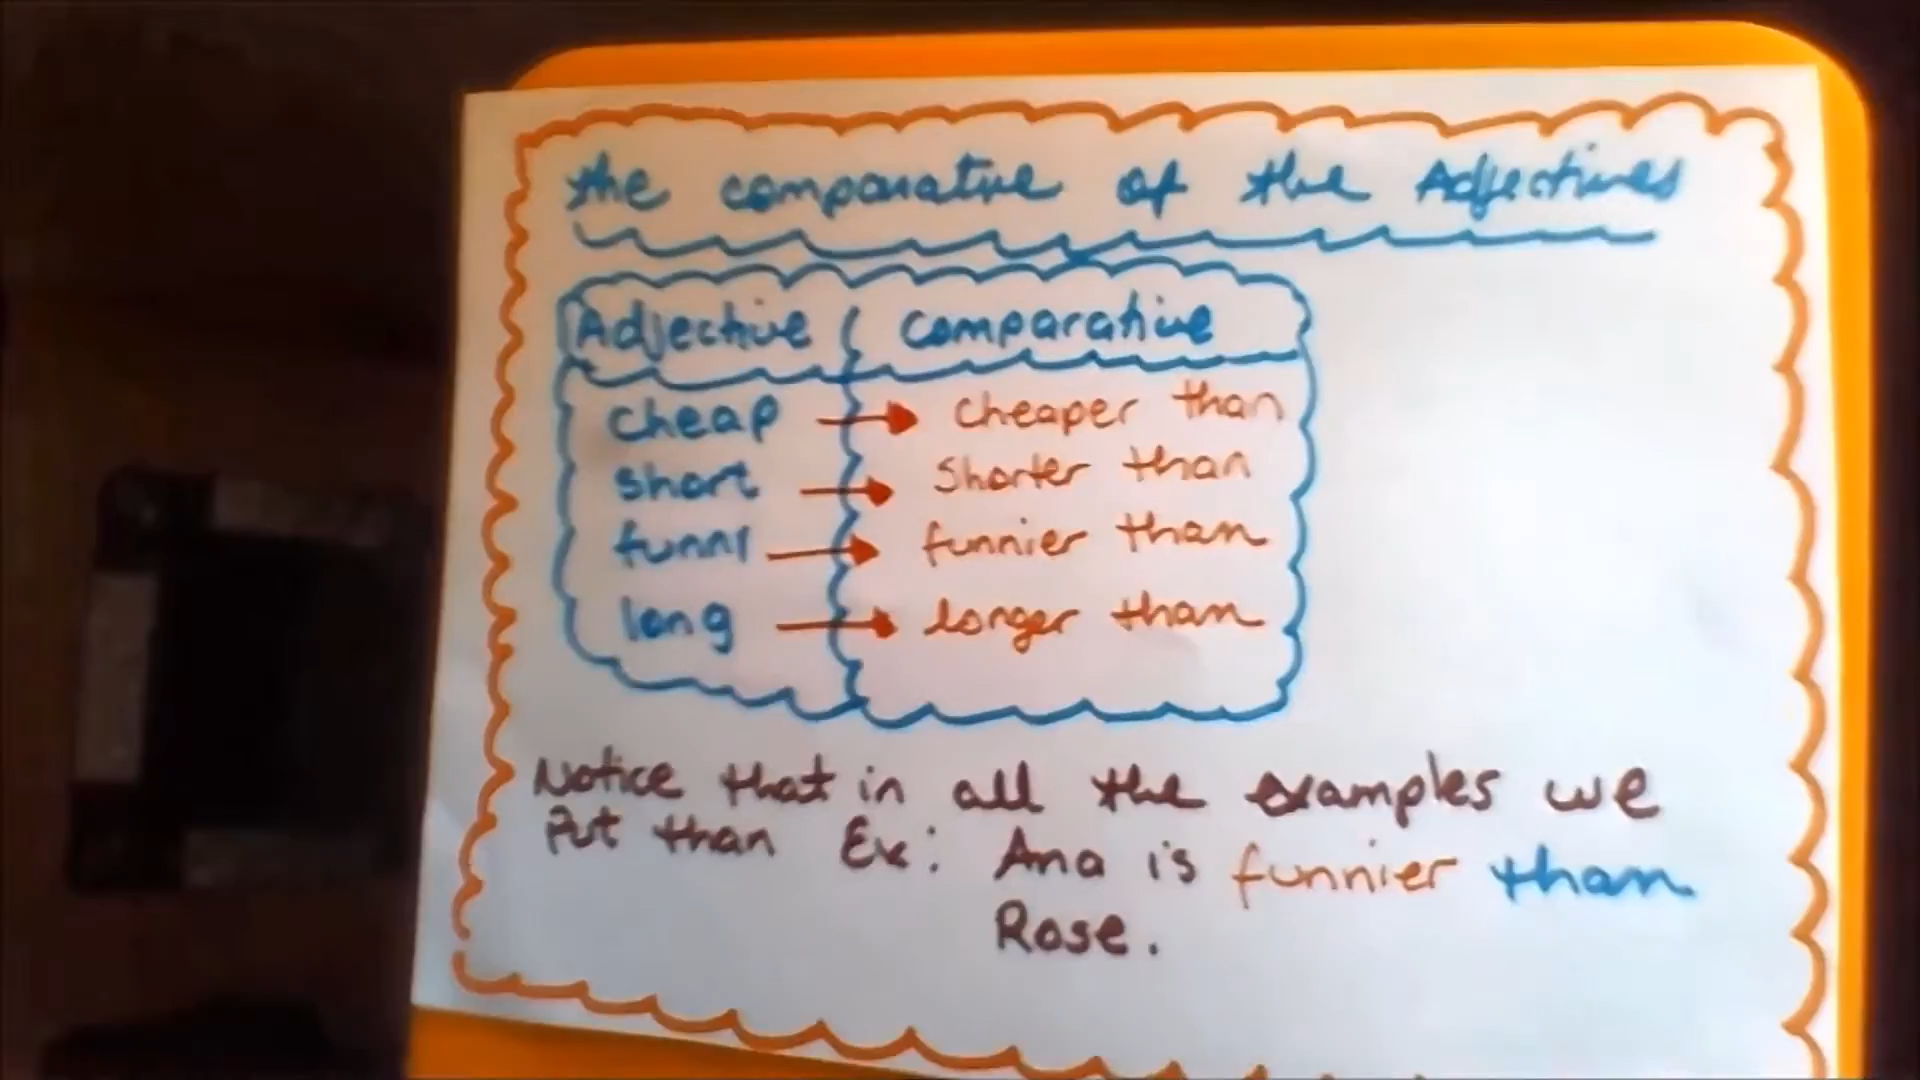 the comparative of the Adjectives
Adjective comparative
cheap → cheaper than
short → shorter than
funny → funnier than
long → longer than
Notice that in all the examples we
Put than Ex: Ana is funnier than
Rose.